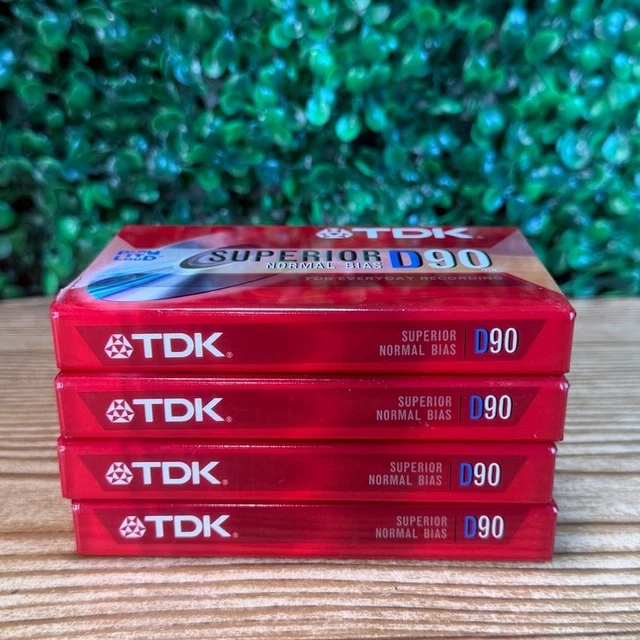 TDK.
SUPERIOR D90
NORMAL BIAS
FOR EVERYDAY RECORDING
TDK®
SUPERIOR
NORMAL BIAS
D90
TDK®
SUPERIOR
NORMAL BIAS
D90
TDK®
SUPERIOR
NORMAL BIAS
D90
TDK®
SUPERIOR
NORMAL BIAS
D90